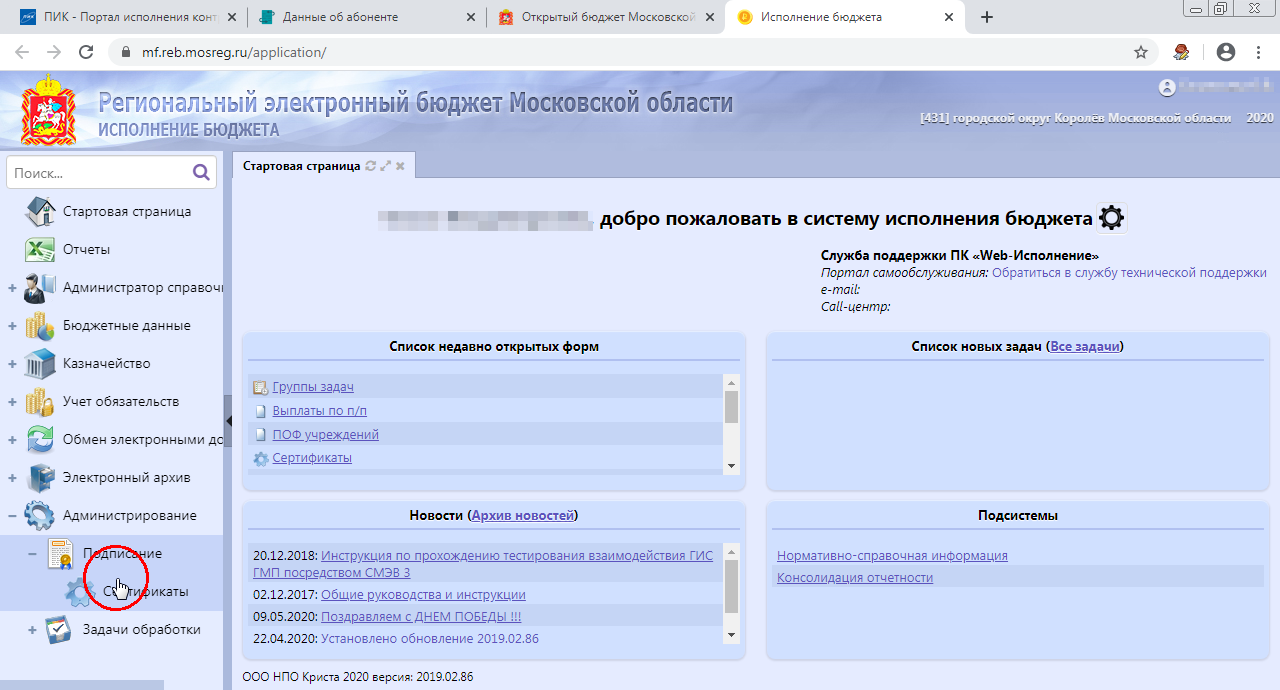 ПИК - Портал исполнения конт
Данные об абоненте
Открытый бюджет Московской
Исполнение бюджета
mf.reb.mosreg.ru/application/
Региональный электронный бюджет Московской области
ИСПОЛНЕНИЕ БЮДЖЕТА
[431] городской округ Королёв Московской области 2020
Поиск...
Стартовая страница
Отчеты
Администратор справоч
Бюджетные данные
Казначейство
Учет обязательств
Обмен электронными до
Электронный архив
Администрирование
Подписание
Сертификаты
Задачи обработки
Стартовая страница
добро пожаловать в систему исполнения бюджета
Служба поддержки ПК «Web-Исполнение»
Портал самообслуживания: Обратиться в службу технической поддержки
e-mail:
Call-центр:
Список недавно открытых форм
Группы задач
Выплаты по п/п
ПОФ учреждений
Сертификаты
Список новых задач (Все задачи)
Новости (Архив новостей)
20.12.2018: Инструкция по прохождению тестирования взаимодействия ГИС
ГМП посредством СМЭВ 3
02.12.2017: Общие руководства и инструкции
09.05.2020: Поздравляем с ДНЕМ ПОБЕДЫ !!!
22.04.2020: Установлено обновление 2019.02.86
Подсистемы
Нормативно-справочная информация
Консолидация отчетности
ООО НПО Криста 2020 версия: 2019.02.86